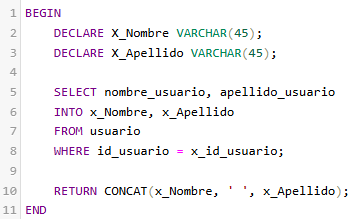 1 BEGIN
2 DECLARE X_Nombre VARCHAR(45);
3 DECLARE X_Apellido VARCHAR(45);
4
5 SELECT nombre_usuario, apellido_usuario
6 INTO x_Nombre, x_Apellido
7 FROM usuario
8 WHERE id_usuario = x_id_usuario;
9
10 RETURN CONCAT(x_Nombre, ' ', x_Apellido);
11 END